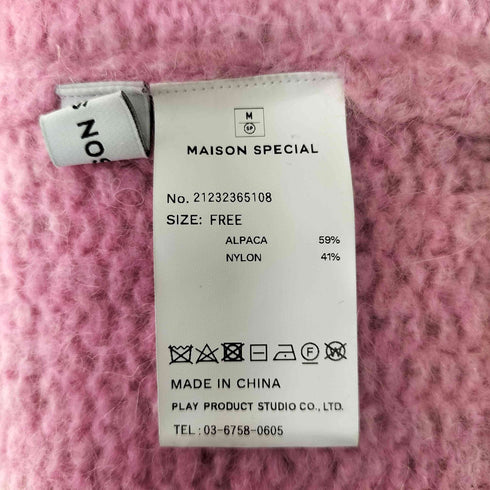 M
SP
MAISON SPECIAL
No. 21232365108
SIZE: FREE
ALPACA 59%
NYLON 41%
F
W
MADE IN CHINA
PLAY PRODUCT STUDIO CO., LTD.
TEL: 03-6758-0605